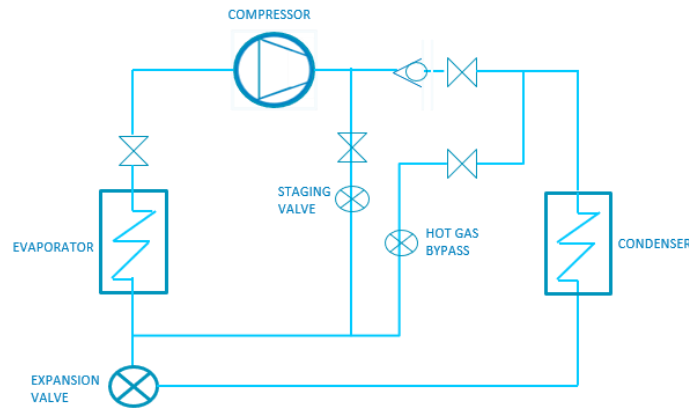 COMPRESSOR
STAGING
VALVE
HOT GAS
BYPASS
EVAPORATOR
CONDENSER
EXPANSION
VALVE